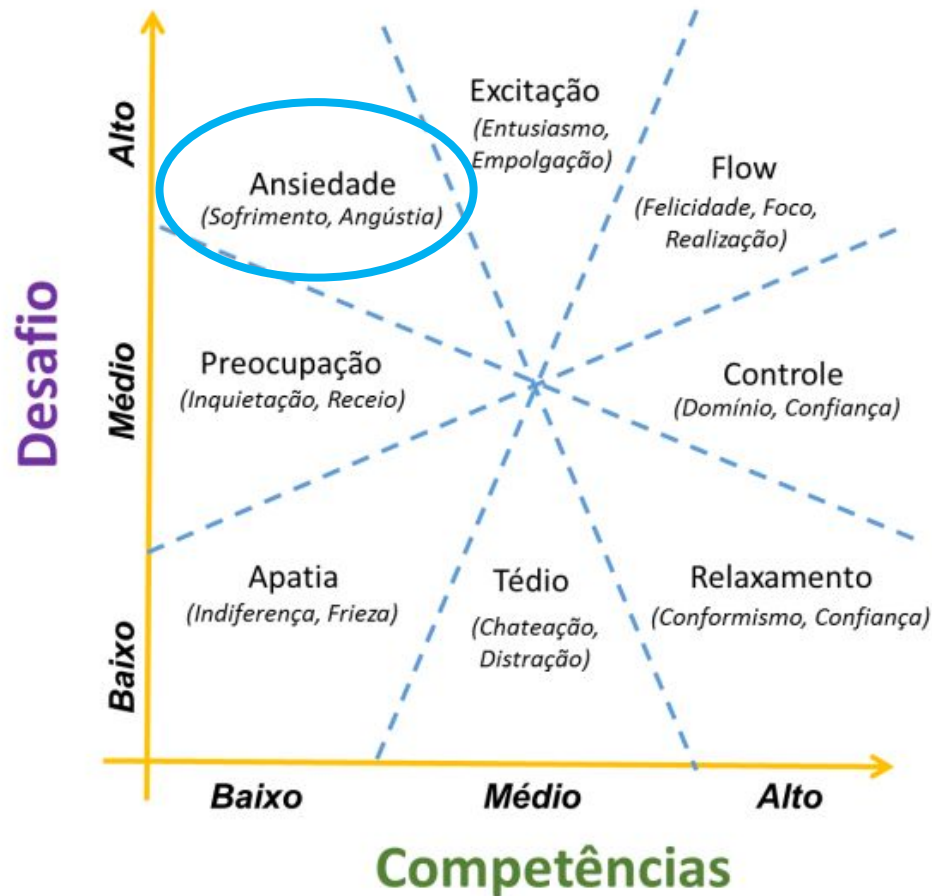 Desafio
Alto
Médio
Baixo
Excitação
(Entusiasmo,
Empolgação)
Ansiedade
(Sofrimento, Angústia)
Flow
(Felicidade, Foco,
Realização)
Preocupação
(Inquietação, Receio)
Controle
(Domínio, Confiança)
Apatia
(Indiferença, Frieza)
Tédio
(Chateação,
Distração)
Relaxamento
(Conformismo, Confiança)
Baixo
Médio
Alto
Competências